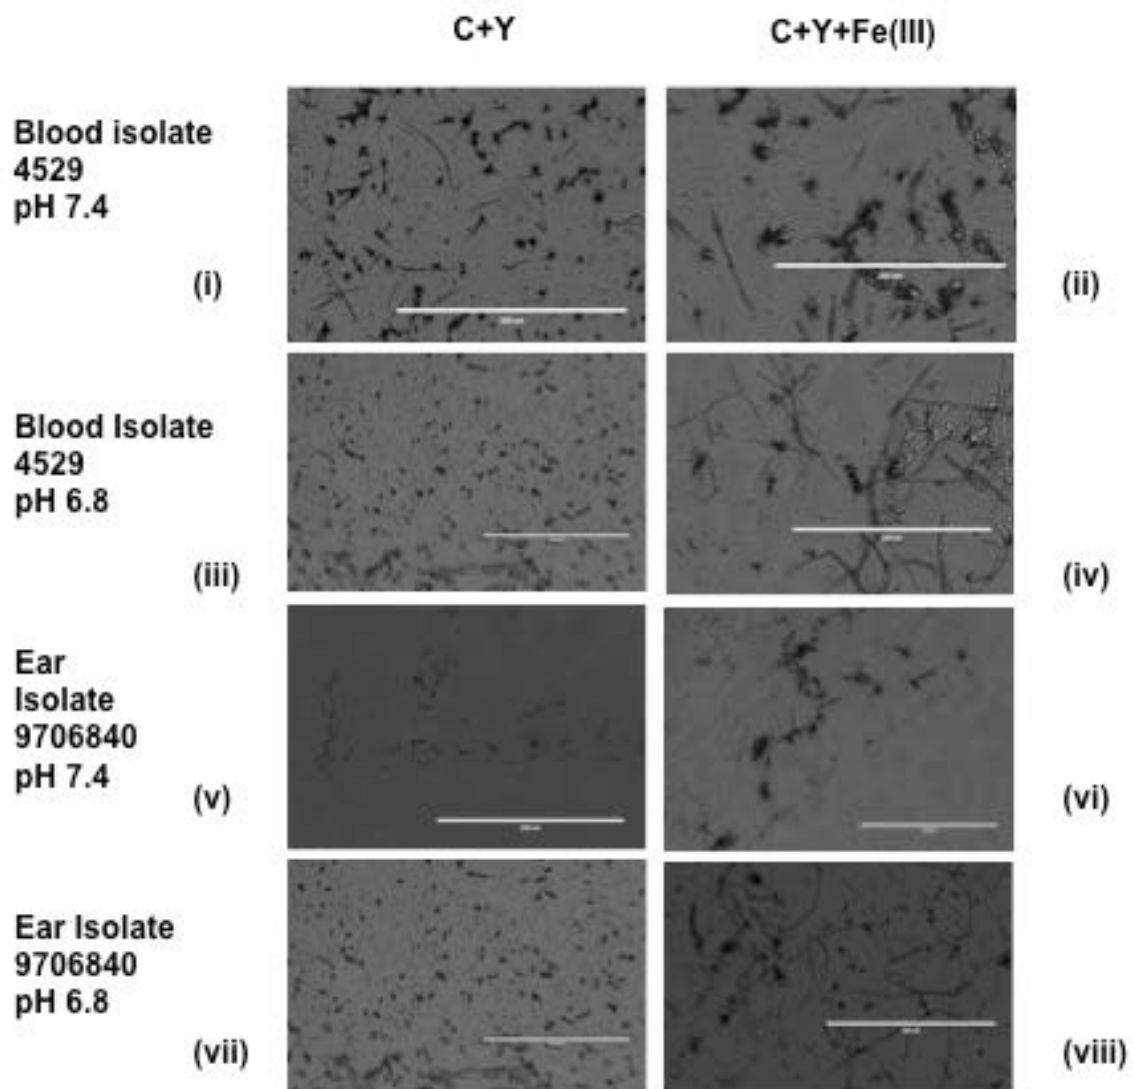 C+Y
C+Y+Fe(III)
Blood isolate
4529
pH 7.4
(i)
(ii)
Blood Isolate
4529
pH 6.8
(iii)
(iv)
Ear
Isolate
9706840
pH 7.4
(v)
(vi)
Ear Isolate
9706840
pH 6.8
(vii)
(viii)